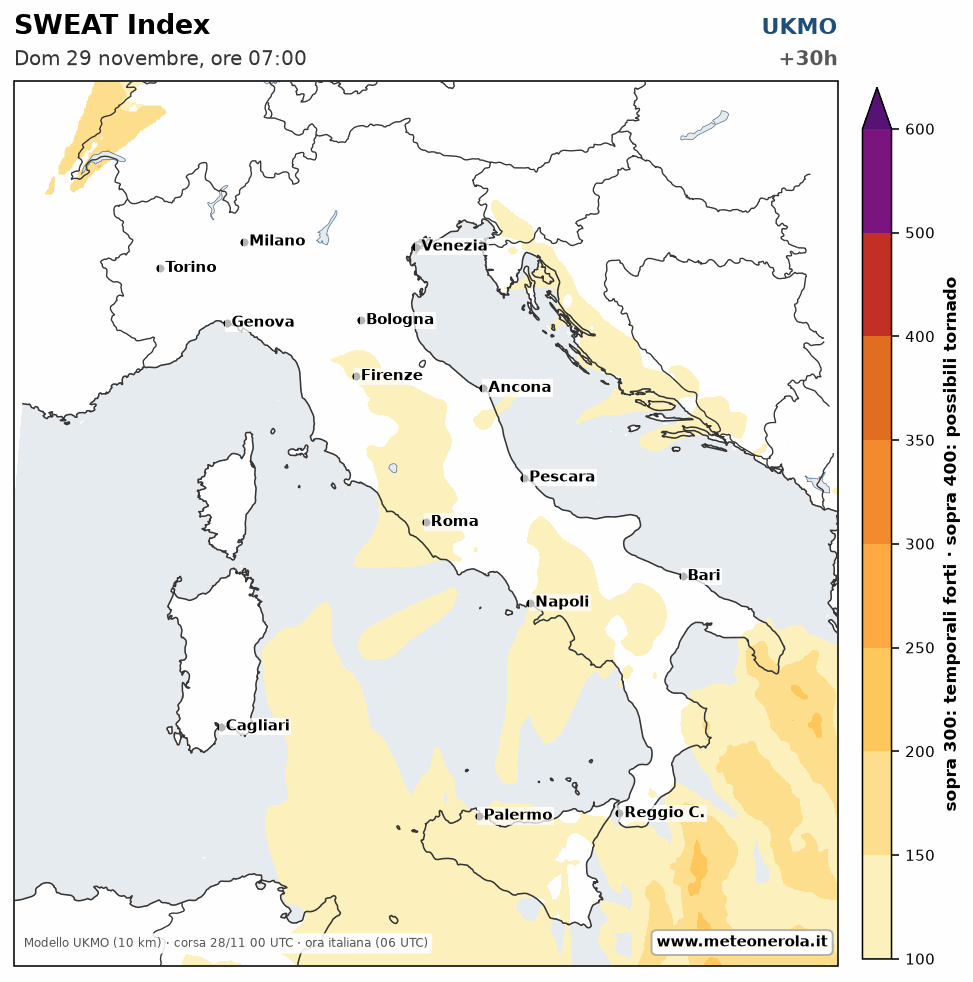 SWEAT Index
UKMO
Dom 29 novembre, ore 07:00
+30h
Milano
Venezia
Torino
Genova
Bologna
Firenze
Ancona
Pescara
Roma
Bari
Napoli
Cagliari
Palermo
Reggio C.
Modello UKMO (10 km) · corsa 28/11 00 UTC · ora italiana (06 UTC)
www.meteonerola.it
600
500
400
350
300
250
200
150
100
sopra 300: temporali forti · sopra 400: possibili tornado